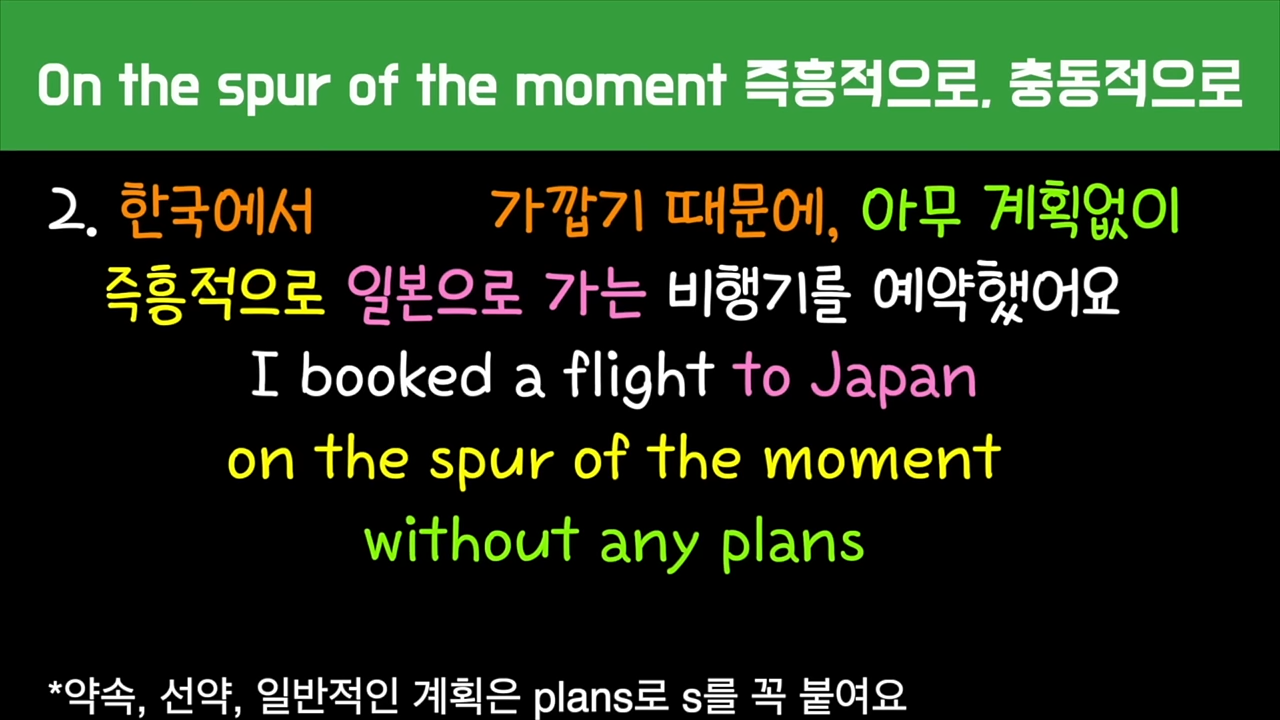 On the spur of the moment 즉흥적으로, 충동적으로
2. 한국에서 가깝기 때문에, 아무 계획없이
즉흥적으로 일본으로 가는 비행기를 예약했어요
I booked a flight to Japan
on the spur of the moment
without any plans
*약속, 선약, 일반적인 계획은 plans로 s를 꼭 붙여요